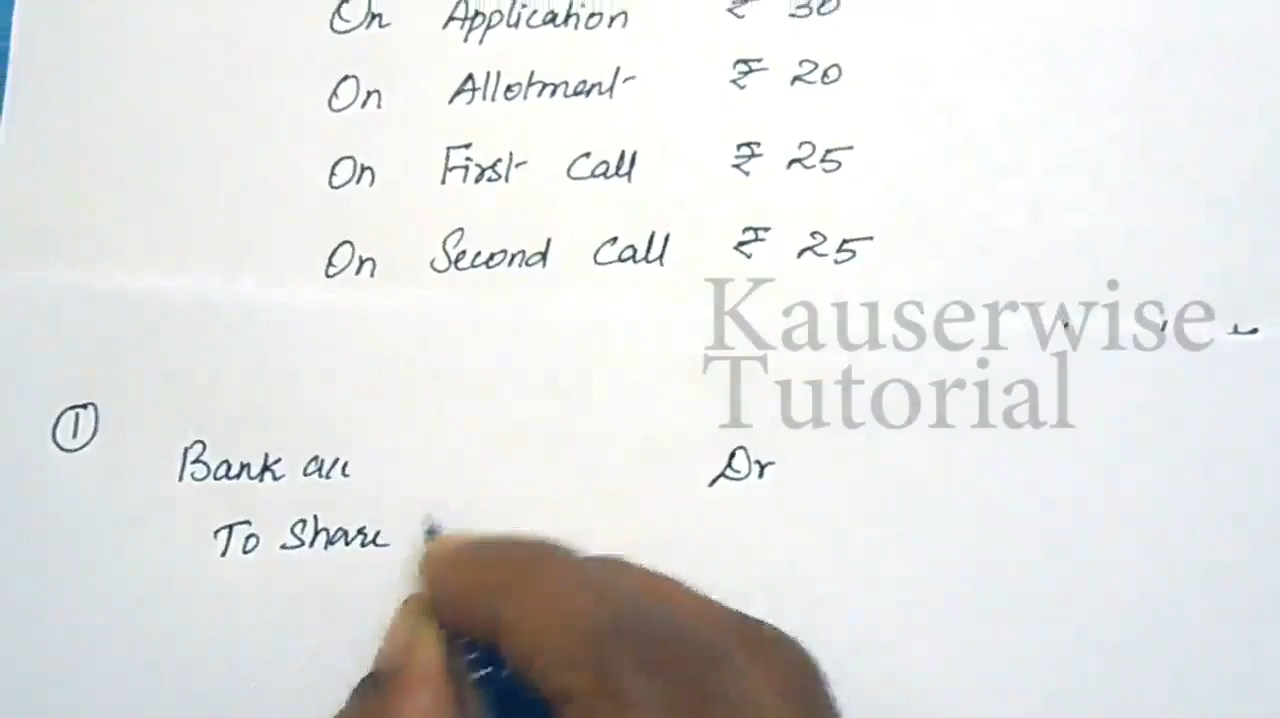 On Application ₹ 30
On Allotment ₹ 20
On First Call ₹ 25
On Second Call ₹ 25
Kauserwise
Tutorial
①
Bank a/c Dr
To Share